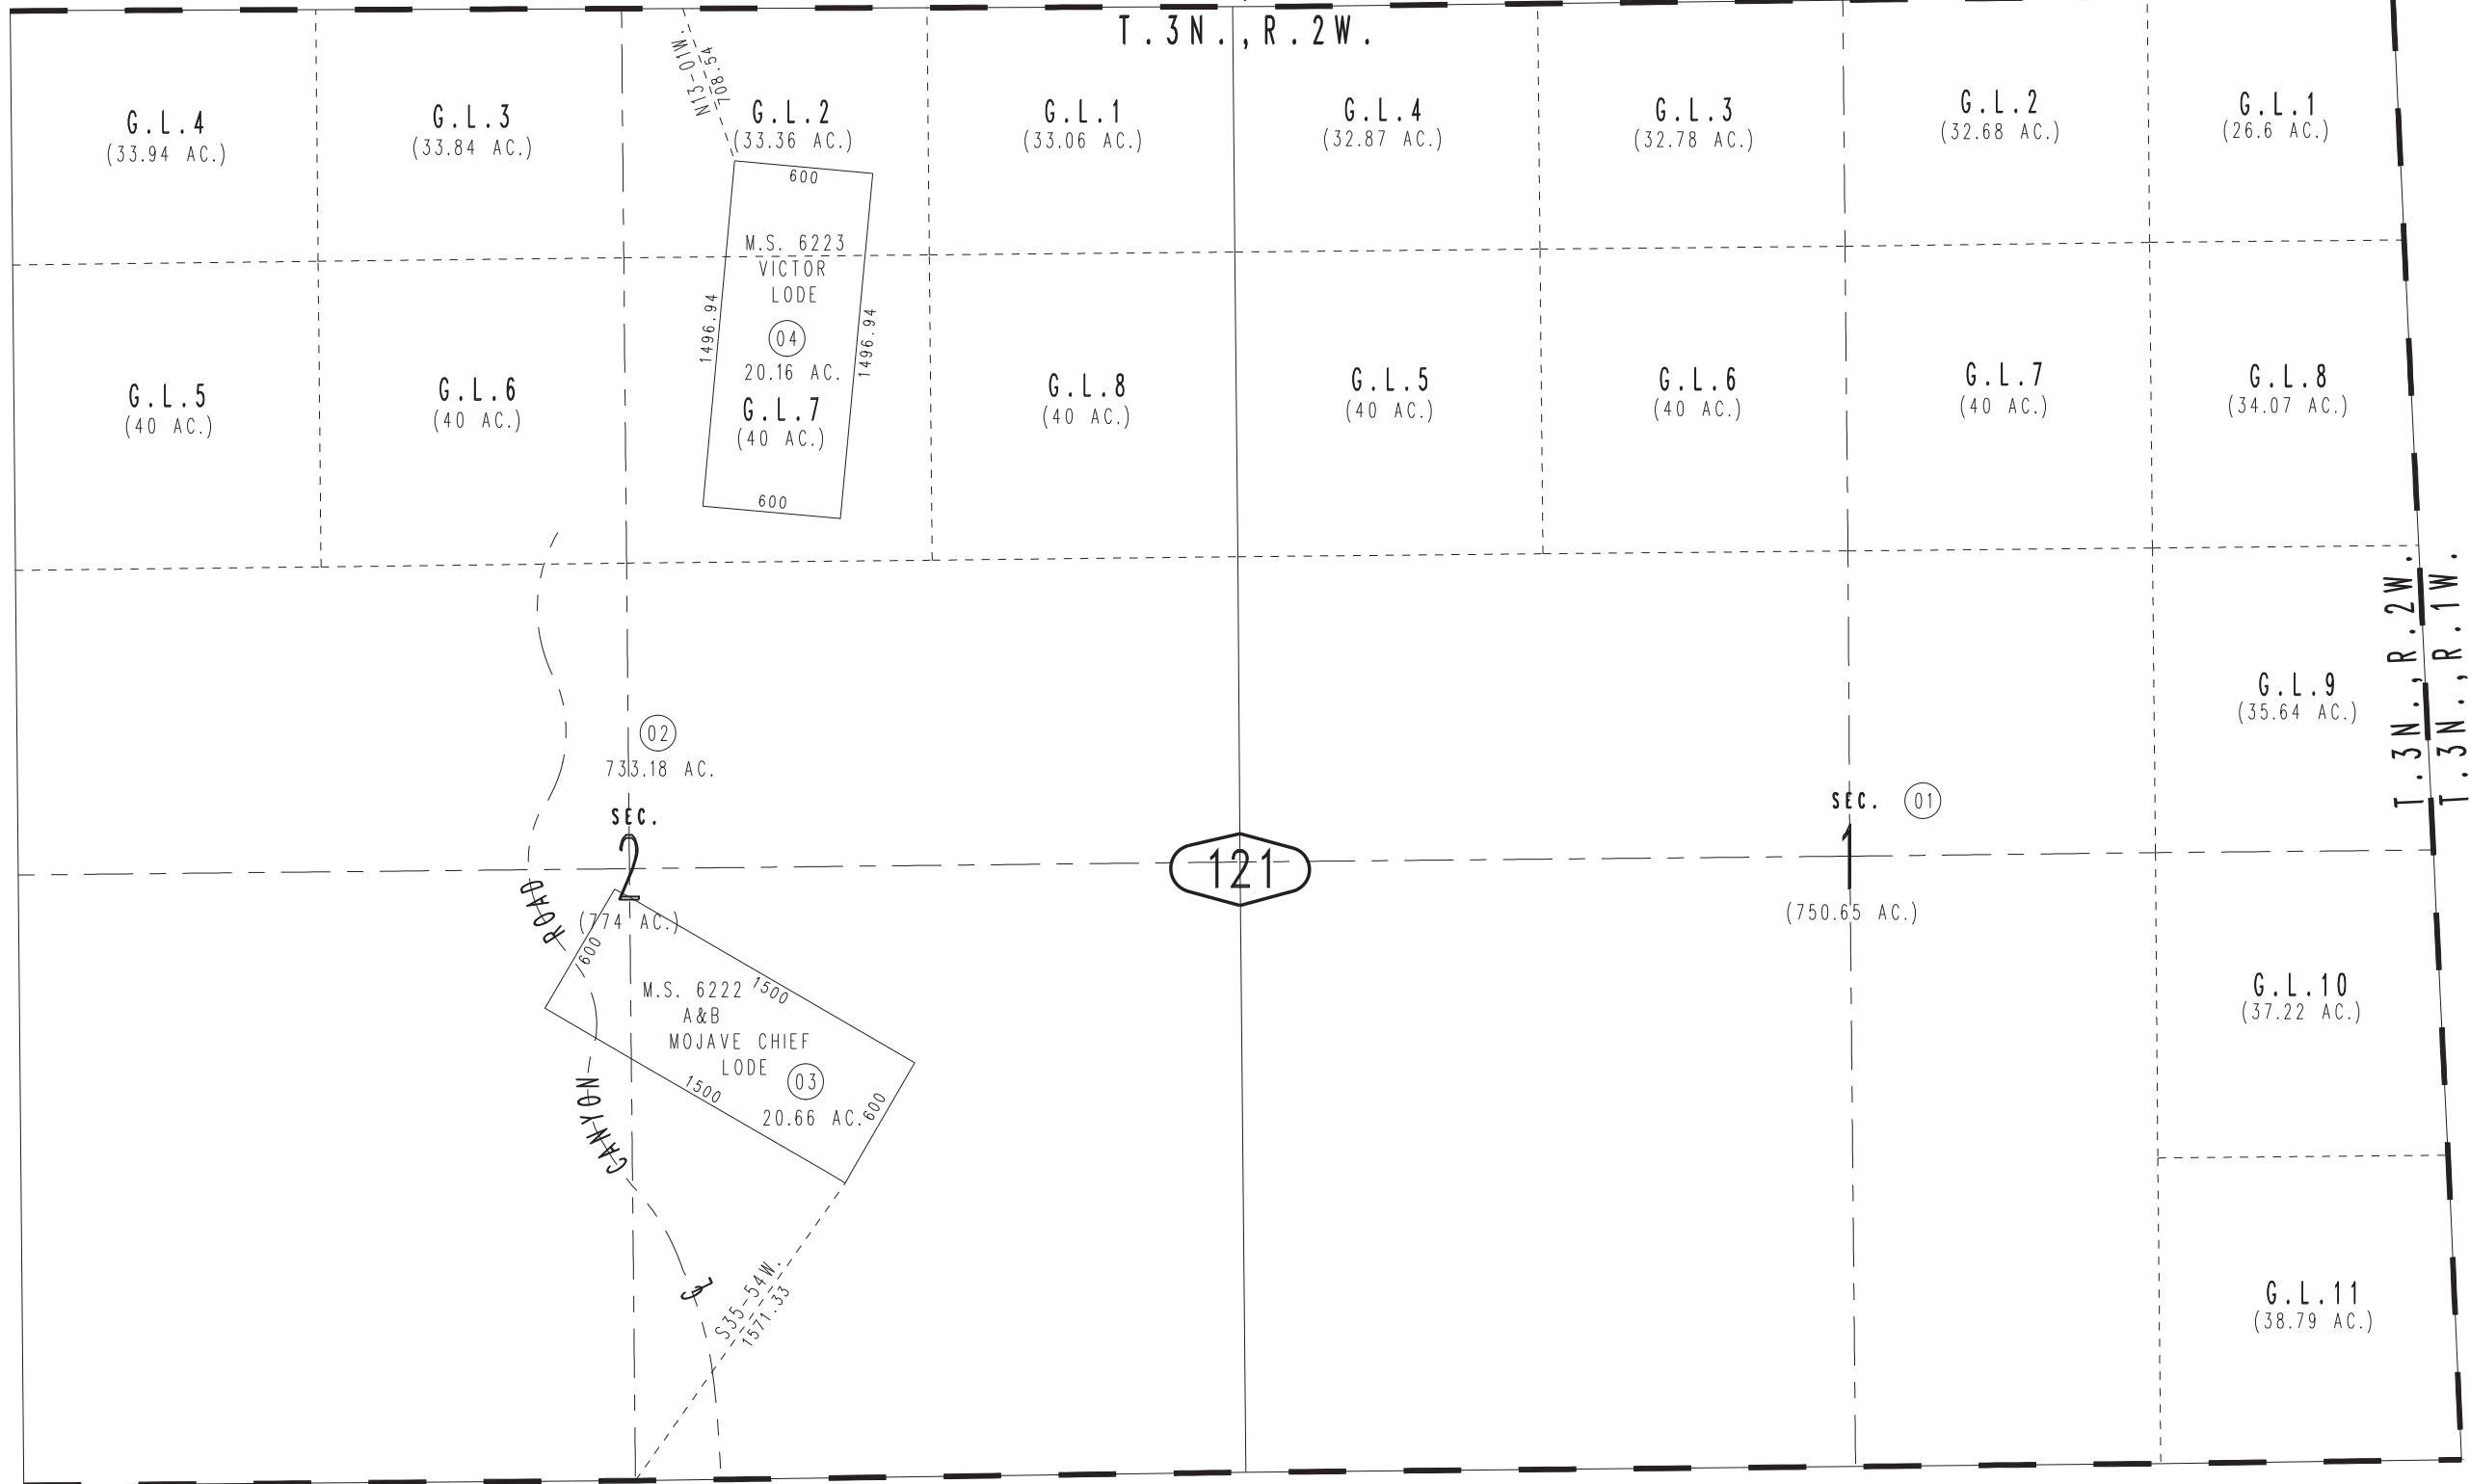 T.3N.,R.2W.
N13-01W.
708.54
G.L.4
(33.94 AC.)
G.L.3
(33.84 AC.)
G.L.2
(33.36 AC.)
G.L.1
(33.06 AC.)
G.L.4
(32.87 AC.)
G.L.3
(32.78 AC.)
G.L.2
(32.68 AC.)
G.L.1
(26.6 AC.)
600
M.S. 6223
VICTOR
LODE
1496.94
1496.94
04
20.16 AC.
G.L.5
(40 AC.)
G.L.6
(40 AC.)
G.L.7
(40 AC.)
G.L.8
(40 AC.)
G.L.5
(40 AC.)
G.L.6
(40 AC.)
G.L.7
(40 AC.)
G.L.8
(34.07 AC.)
600
T.3N.,R.2W.
T.3N.,R.1W.
G.L.9
(35.64 AC.)
02
733.18 AC.
SEC.
2
(774 AC.)
121
SEC. 01
1
(750.65 AC.)
ROAD
600
1500
M.S. 6222
A&B
MOJAVE CHIEF
LODE
03
1500
20.66 AC.
600
CANYON
G.L.10
(37.22 AC.)
S35-54W.
1571.33
G.L.11
(38.79 AC.)